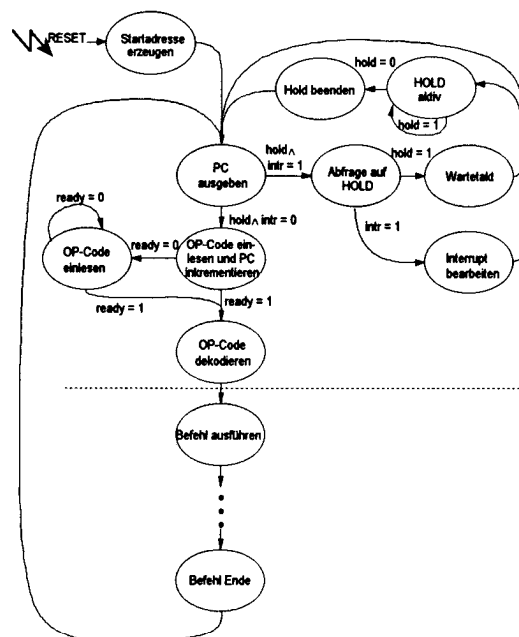 RESET
Startadresse
erzeugen
hold = 0
Hold beenden
HOLD
aktiv
hold = 1
PC
ausgeben
hold ∧
intr = 1
Abfrage auf
HOLD
hold = 1
Wartetakt
ready = 0
hold ∧ intr = 0
intr = 1
OP-Code
einlesen
ready = 0
OP-Code ein-
lesen und PC
inkrementieren
Interrupt
bearbeiten
ready = 1
ready = 1
OP-Code
dekodieren
Befehl ausführen
Befehl Ende